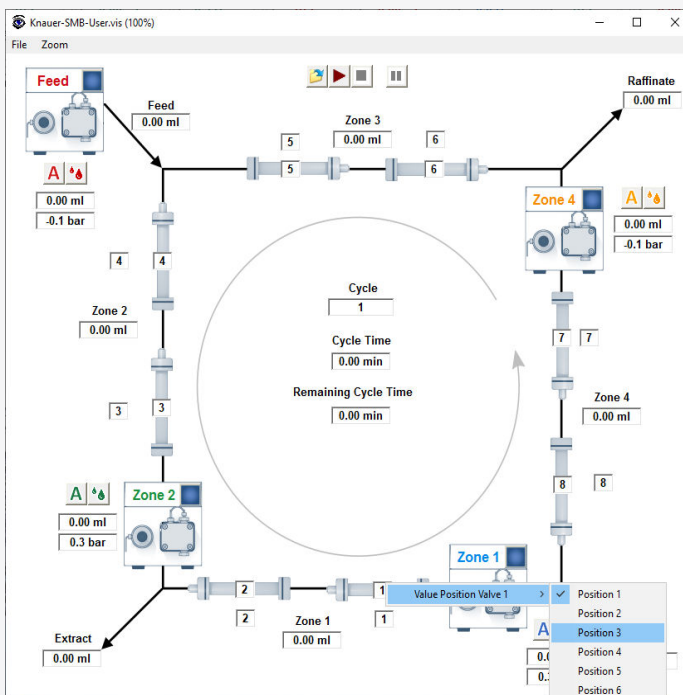 Knauer-SMB-User.vis (100%)
File Zoom
Feed
Feed
0.00 ml
Raffinate
0.00 ml
Zone 3
0.00 ml
5
6
5
6
A
0.00 ml
-0.1 bar
Zone 4
A
0.00 ml
-0.1 bar
4
4
Zone 2
0.00 ml
Cycle
1
Cycle Time
0.00 min
Remaining Cycle Time
0.00 min
7
7
Zone 4
0.00 ml
3
3
8
8
A
0.00 ml
0.3 bar
Zone 2
Zone 1
2
2
Zone 1
0.00 ml
1
Extract
0.00 ml
A
Value Position Valve 1
Position 1
Position 2
Position 3
Position 4
Position 5
Position 6